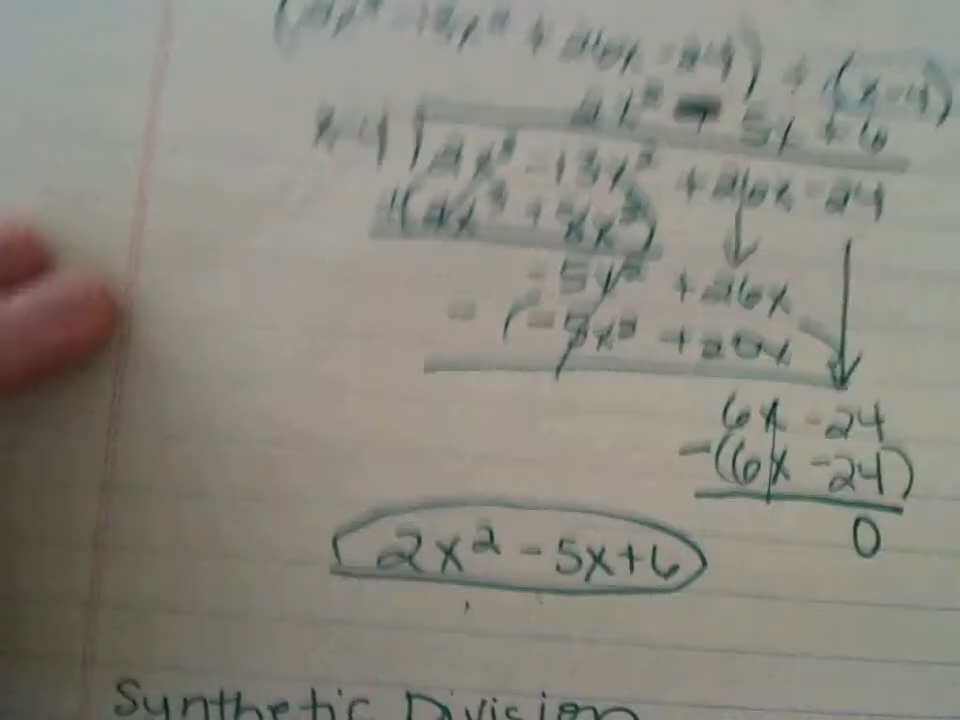 (2x³ -13x² + 26x - 24) ÷ (x-4)
2x² - 5x + 6
x-4 ) 2x³ -13x² + 26x - 24
-(2x³ + 8x²)
-5x² + 26x
- (-5x² + 20x
6x - 24
-(6x - 24)
0
2x² - 5x + 6
Synthetic Division